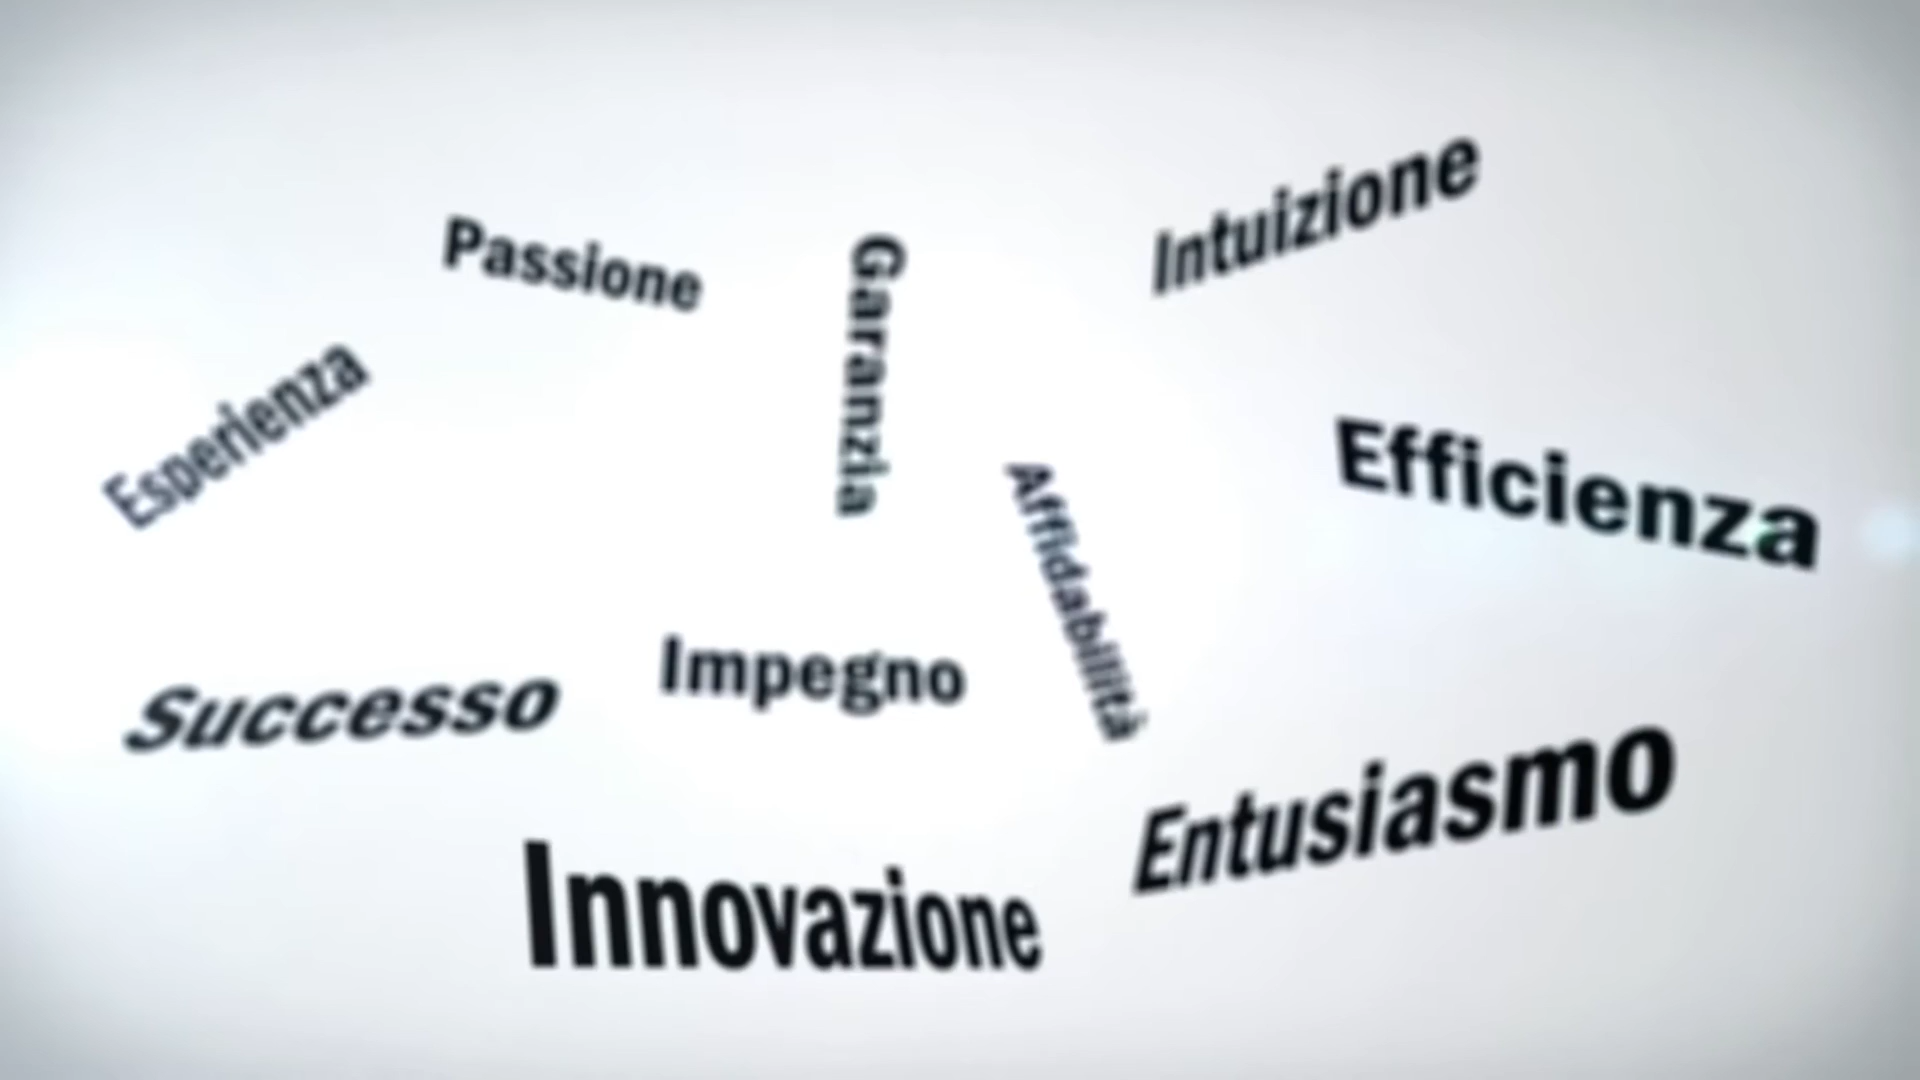 Intuizione
Passione
Garanzia
Esperienza
Efficienza
Affidabilità
Impegno
Successo
Entusiasmo
Innovazione